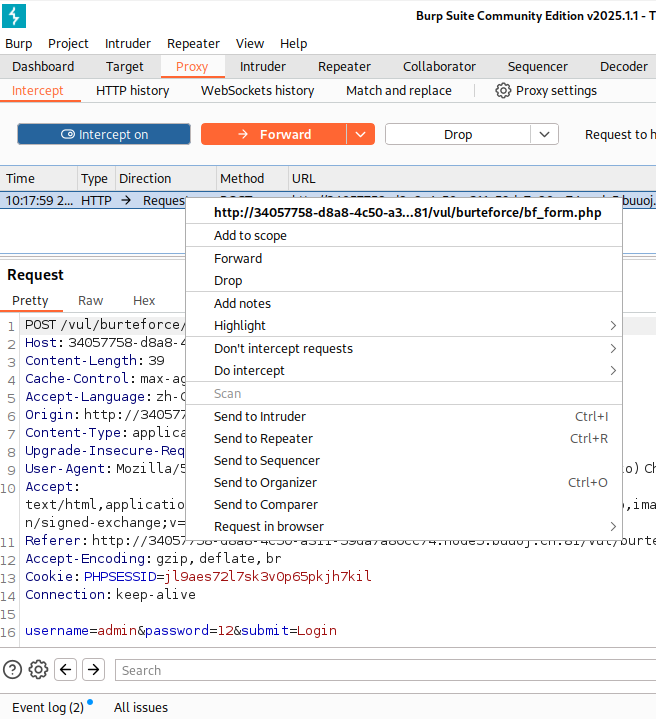 Burp Suite Community Edition v2025.1.1 - T
Burp Project Intruder Repeater View Help
Dashboard Target Proxy Intruder Repeater Collaborator Sequencer Decoder
Intercept HTTP history WebSockets history Match and replace Proxy settings
Intercept on Forward Drop Request to h
Time Type Direction Method URL
10:17:59 2... HTTP Request
http://34057758-d8a8-4c50-a3...81/vul/burteforce/bf_form.php
Add to scope
Forward
Drop
Add notes
Highlight
Don't intercept requests
Do intercept
Scan
Send to Intruder Ctrl+I
Send to Repeater Ctrl+R
Send to Sequencer
Send to Organizer Ctrl+O
Send to Comparer
Request in browser
Request
Pretty Raw Hex
1 POST /vul/burteforce/
2 Host: 34057758-d8a8-4
3 Content-Length: 39
4 Cache-Control: max-ag
5 Accept-Language: zh-C
6 Origin: http://340577
7 Content-Type: applica
8 Upgrade-Insecure-Req
9 User-Agent: Mozilla/5 o) Ch
10 Accept:
text/html,application ,ima
n/signed-exchange;v=
11 Referer: http://34057758-d8a8-4c50-a311-59da7a80cc74.node5.buuoj.cn:81/vul/burte
12 Accept-Encoding: gzip, deflate, br
13 Cookie: PHPSESSID=jl9aes72l7sk3v0p65pkjh7kil
14 Connection: keep-alive
15
16 username=admin&password=12&submit=Login
Search
Event log (2) All issues